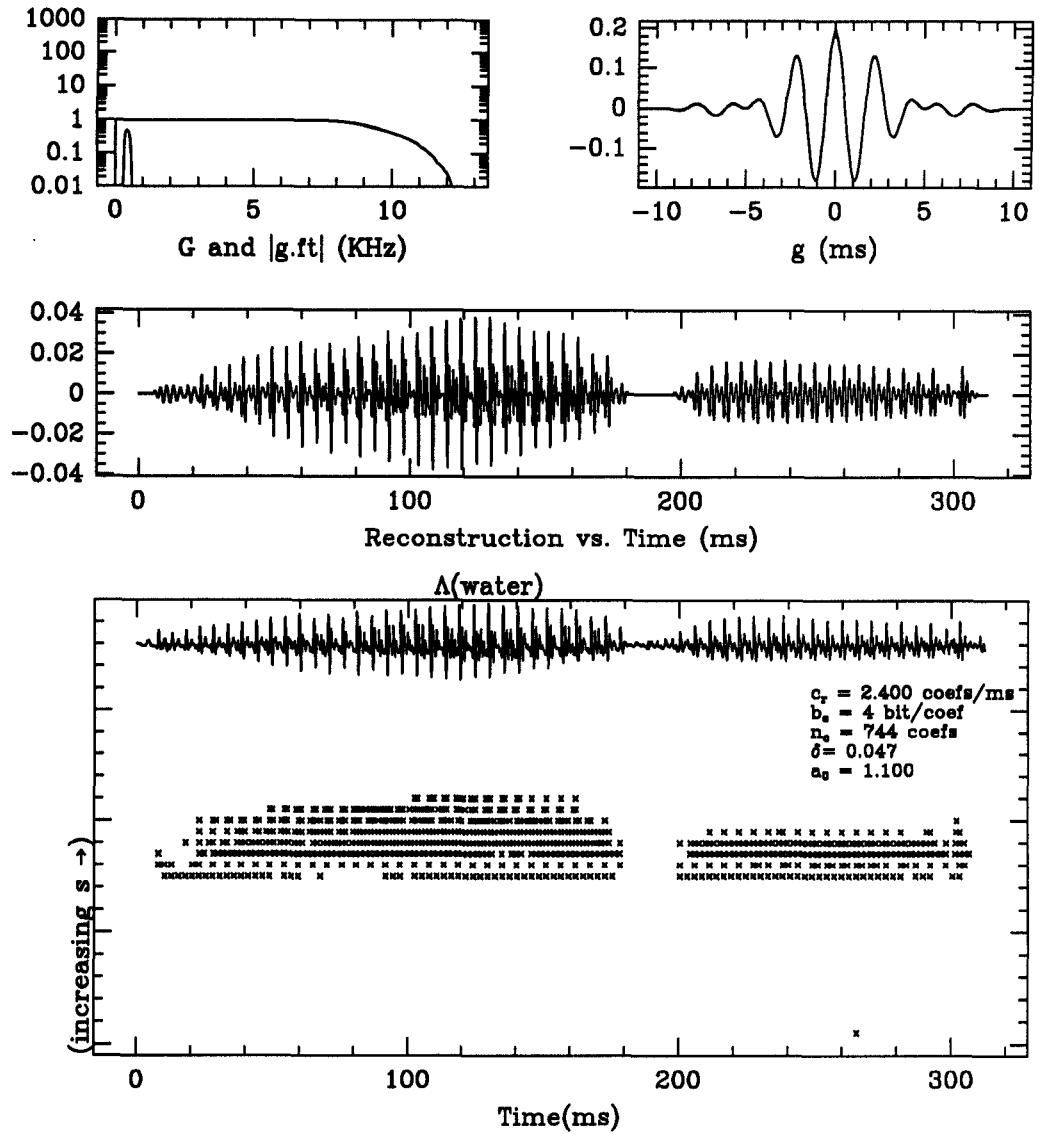 1000
100
10
1
0.1
0.01
0 5 10
G and |g.ft| (KHz)
0.2
0.1
0
−0.1
−10 −5 0 5 10
g (ms)
0.04
0.02
0
−0.02
−0.04
0 100 200 300
Reconstruction vs. Time (ms)
Λ(water)
c_r = 2.400 coefs/ms
b_c = 4 bit/coef
n_c = 744 coefs
δ= 0.047
a_0 = 1.100
(increasing s →)
0 100 200 300
Time(ms)